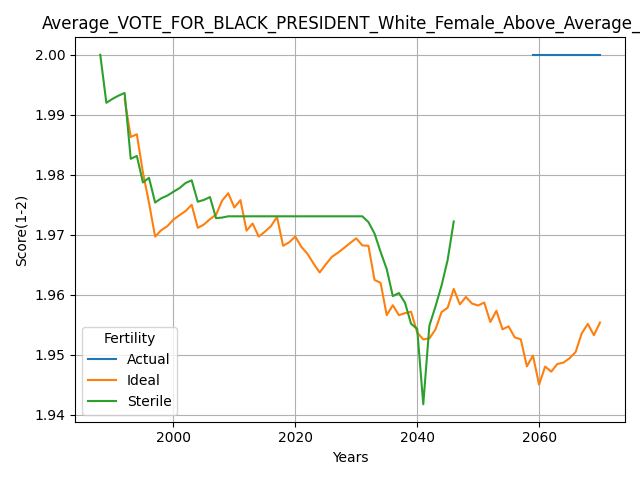 Average_VOTE_FOR_BLACK_PRESIDENT_White_Female_Above_Average_
2.00
1.99
1.98
1.97
1.96
1.95
1.94
Score(1-2)
Fertility
Actual
Ideal
Sterile
2000 2020 2040 2060
Years